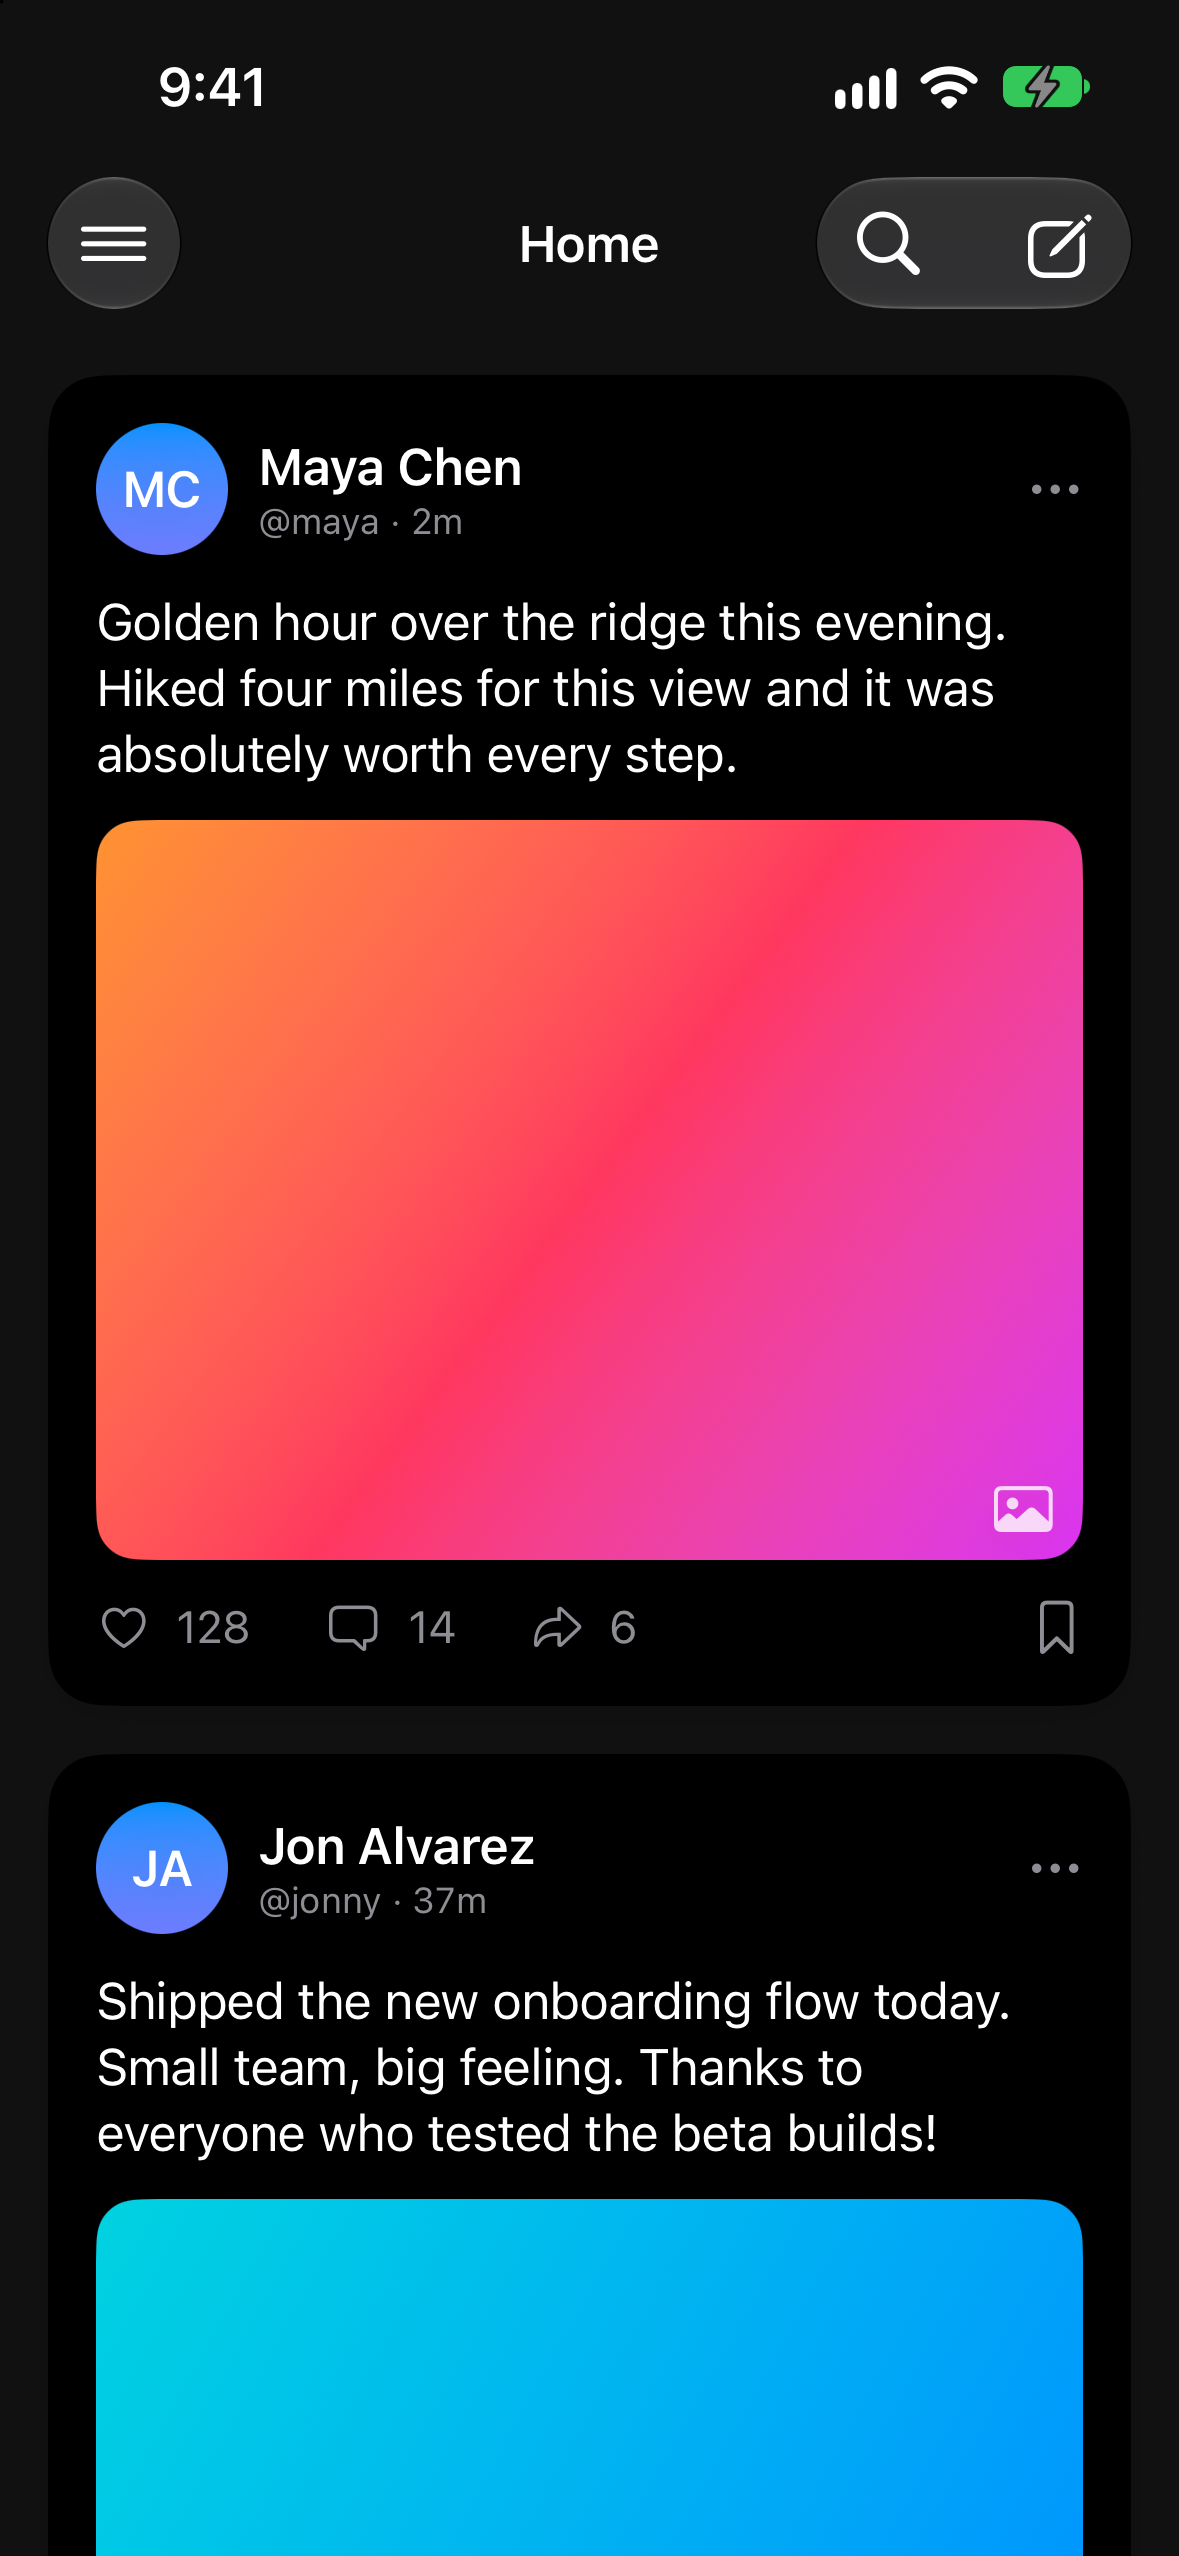 9:41
Home
MC
Maya Chen
@maya · 2m
Golden hour over the ridge this evening.
Hiked four miles for this view and it was
absolutely worth every step.
128 14 6
JA
Jon Alvarez
@jonny · 37m
Shipped the new onboarding flow today.
Small team, big feeling. Thanks to
everyone who tested the beta builds!